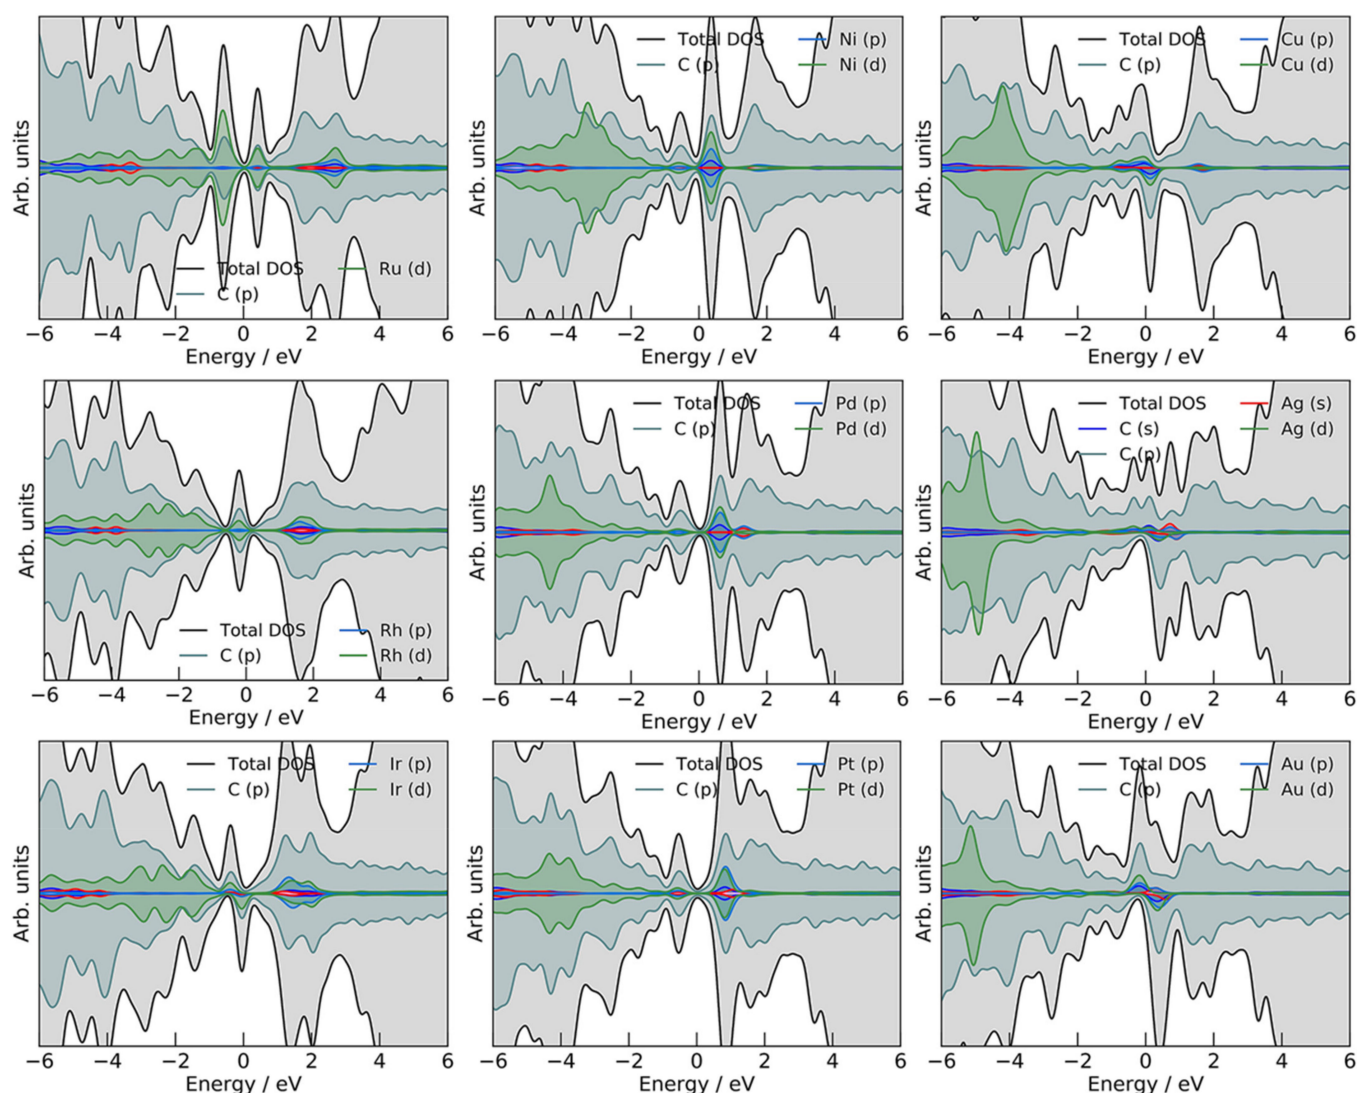 Total DOS
C (p)
Ru (d)
Arb. units
−6 −4 −2 0 2 4 6
Energy / eV
Total DOS Ni (p)
C (p) Ni (d)
Arb. units
−6 −4 −2 0 2 4 6
Energy / eV
Total DOS Cu (p)
C (p) Cu (d)
Arb. units
−6 −4 −2 0 2 4 6
Energy / eV
Total DOS Rh (p)
C (p) Rh (d)
Arb. units
−6 −4 −2 0 2 4 6
Energy / eV
Total DOS Pd (p)
C (p) Pd (d)
Arb. units
−6 −4 −2 0 2 4 6
Energy / eV
Total DOS Ag (s)
C (s) Ag (d)
C (p)
Arb. units
−6 −4 −2 0 2 4 6
Energy / eV
Total DOS Ir (p)
C (p) Ir (d)
Arb. units
−6 −4 −2 0 2 4 6
Energy / eV
Total DOS Pt (p)
C (p) Pt (d)
Arb. units
−6 −4 −2 0 2 4 6
Energy / eV
Total DOS Au (p)
C (p) Au (d)
Arb. units
−6 −4 −2 0 2 4 6
Energy / eV